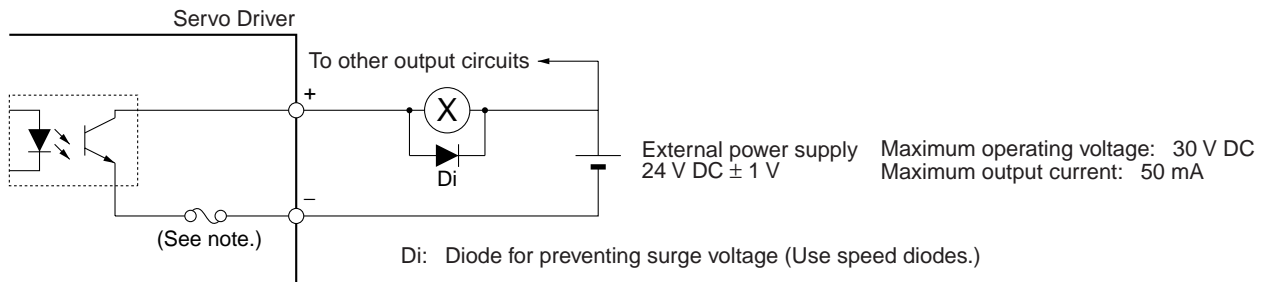 Servo Driver
To other output circuits
+
X
Di
External power supply
24 V DC ± 1 V
Maximum operating voltage: 30 V DC
Maximum output current: 50 mA
–
(See note.)
Di: Diode for preventing surge voltage (Use speed diodes.)